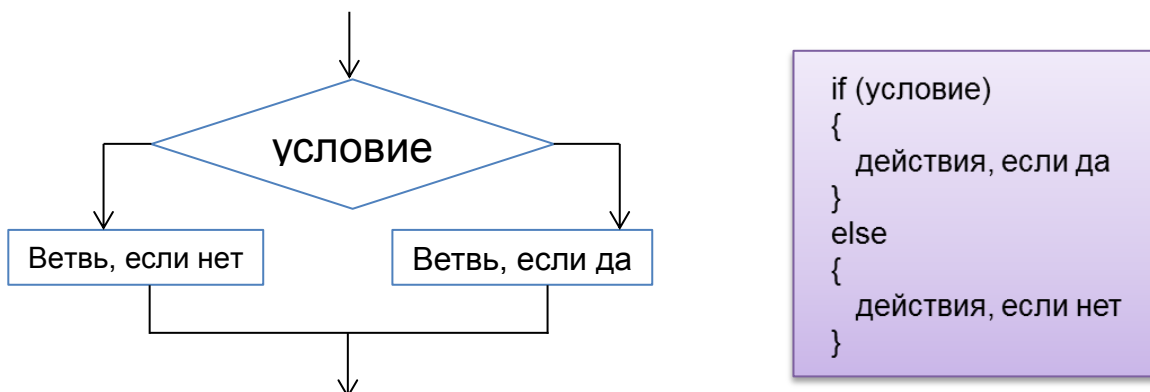 условие
Ветвь, если нет
Ветвь, если да
if (условие)
{
действия, если да
}
else
{
действия, если нет
}